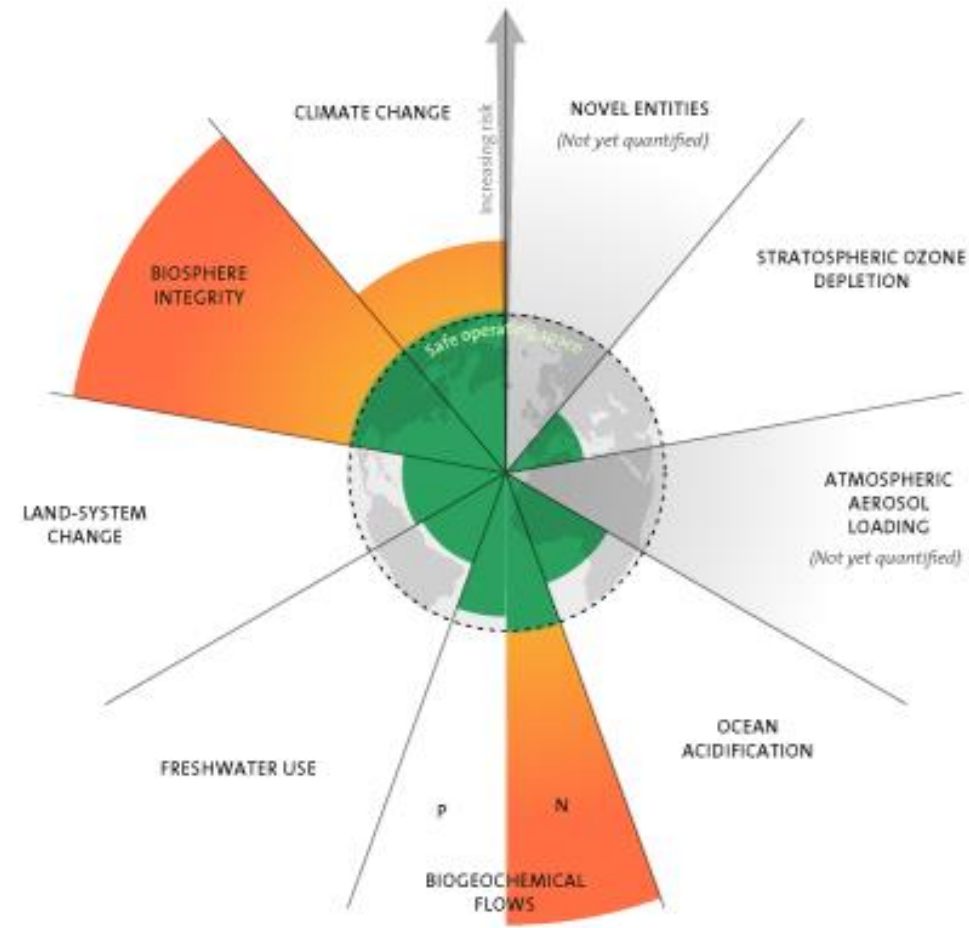 CLIMATE CHANGE
Increasing risk
NOVEL ENTITIES
(Not yet quantified)
STRATOSPHERIC OZONE
DEPLETION
BIOSPHERE
INTEGRITY
Safe operating space
ATMOSPHERIC
AEROSOL
LOADING
(Not yet quantified)
LAND-SYSTEM
CHANGE
OCEAN
ACIDIFICATION
FRESHWATER USE
P
N
BIOGEOCHEMICAL
FLOWS